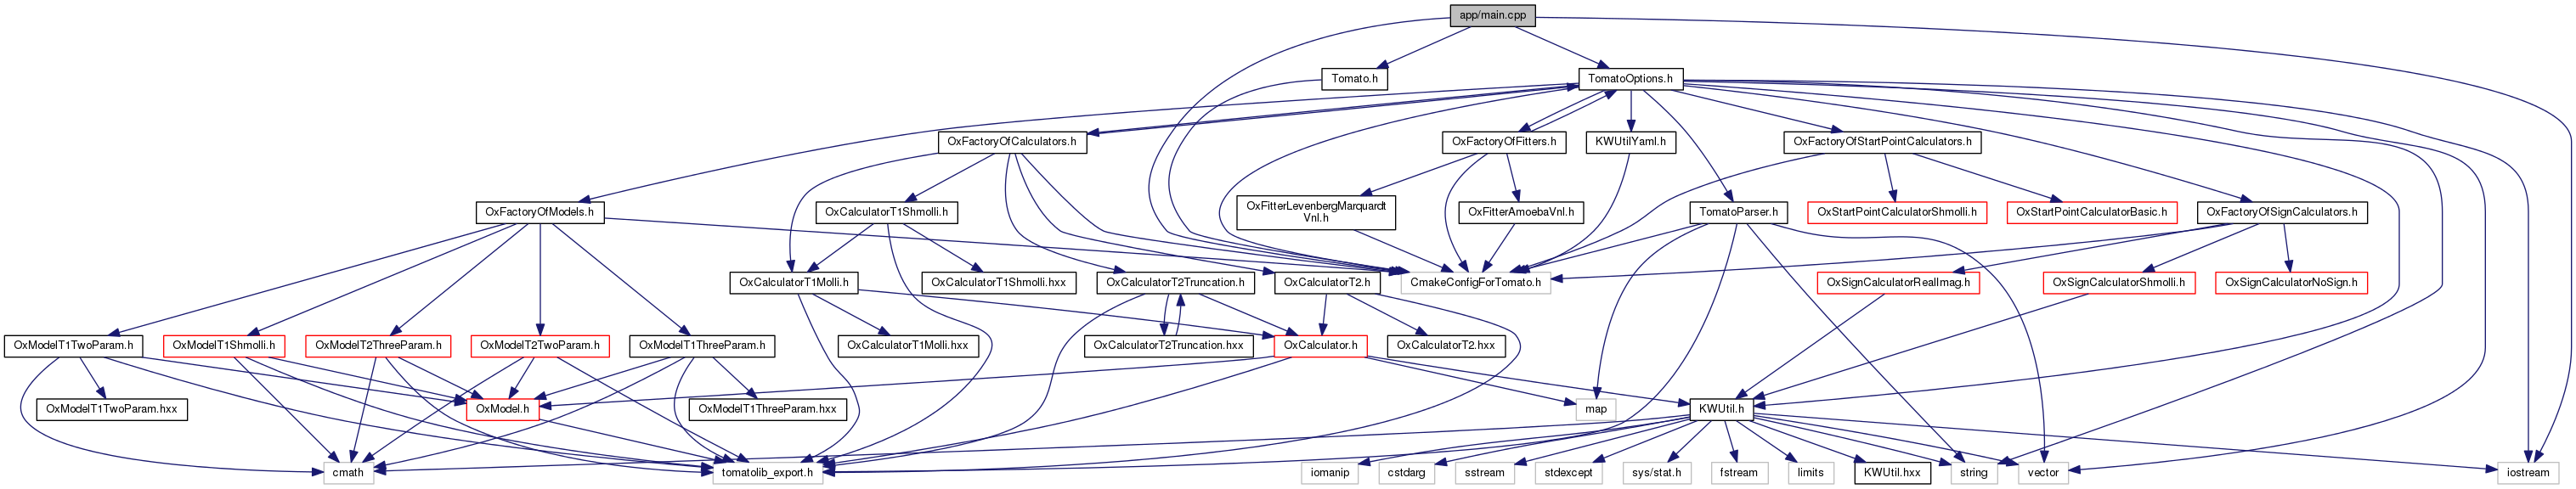 app/main.cpp
Tomato.h
TomatoOptions.h
OxFactoryOfCalculators.h
OxFactoryOfFitters.h
KWUtilYaml.h
OxFactoryOfStartPointCalculators.h
OxFactoryOfModels.h
OxCalculatorT1Shmolli.h
OxFitterLevenbergMarquardt
Vnl.h
OxFitterAmoebaVnl.h
TomatoParser.h
OxStartPointCalculatorShmolli.h
OxStartPointCalculatorBasic.h
OxFactoryOfSignCalculators.h
OxCalculatorT1Molli.h
OxCalculatorT1Shmolli.hxx
OxCalculatorT2Truncation.h
OxCalculatorT2.h
CmakeConfigForTomato.h
OxSignCalculatorRealImag.h
OxSignCalculatorShmolli.h
OxSignCalculatorNoSign.h
OxModelT1TwoParam.h
OxModelT1Shmolli.h
OxModelT2ThreeParam.h
OxModelT2TwoParam.h
OxModelT1ThreeParam.h
OxCalculatorT1Molli.hxx
OxCalculatorT2Truncation.hxx
OxCalculator.h
OxCalculatorT2.hxx
OxModelT1TwoParam.hxx
OxModel.h
OxModelT1ThreeParam.hxx
map
KWUtil.h
cmath
tomatolib_export.h
iomanip
cstdarg
sstream
stdexcept
sys/stat.h
fstream
limits
KWUtil.hxx
string
vector
iostream